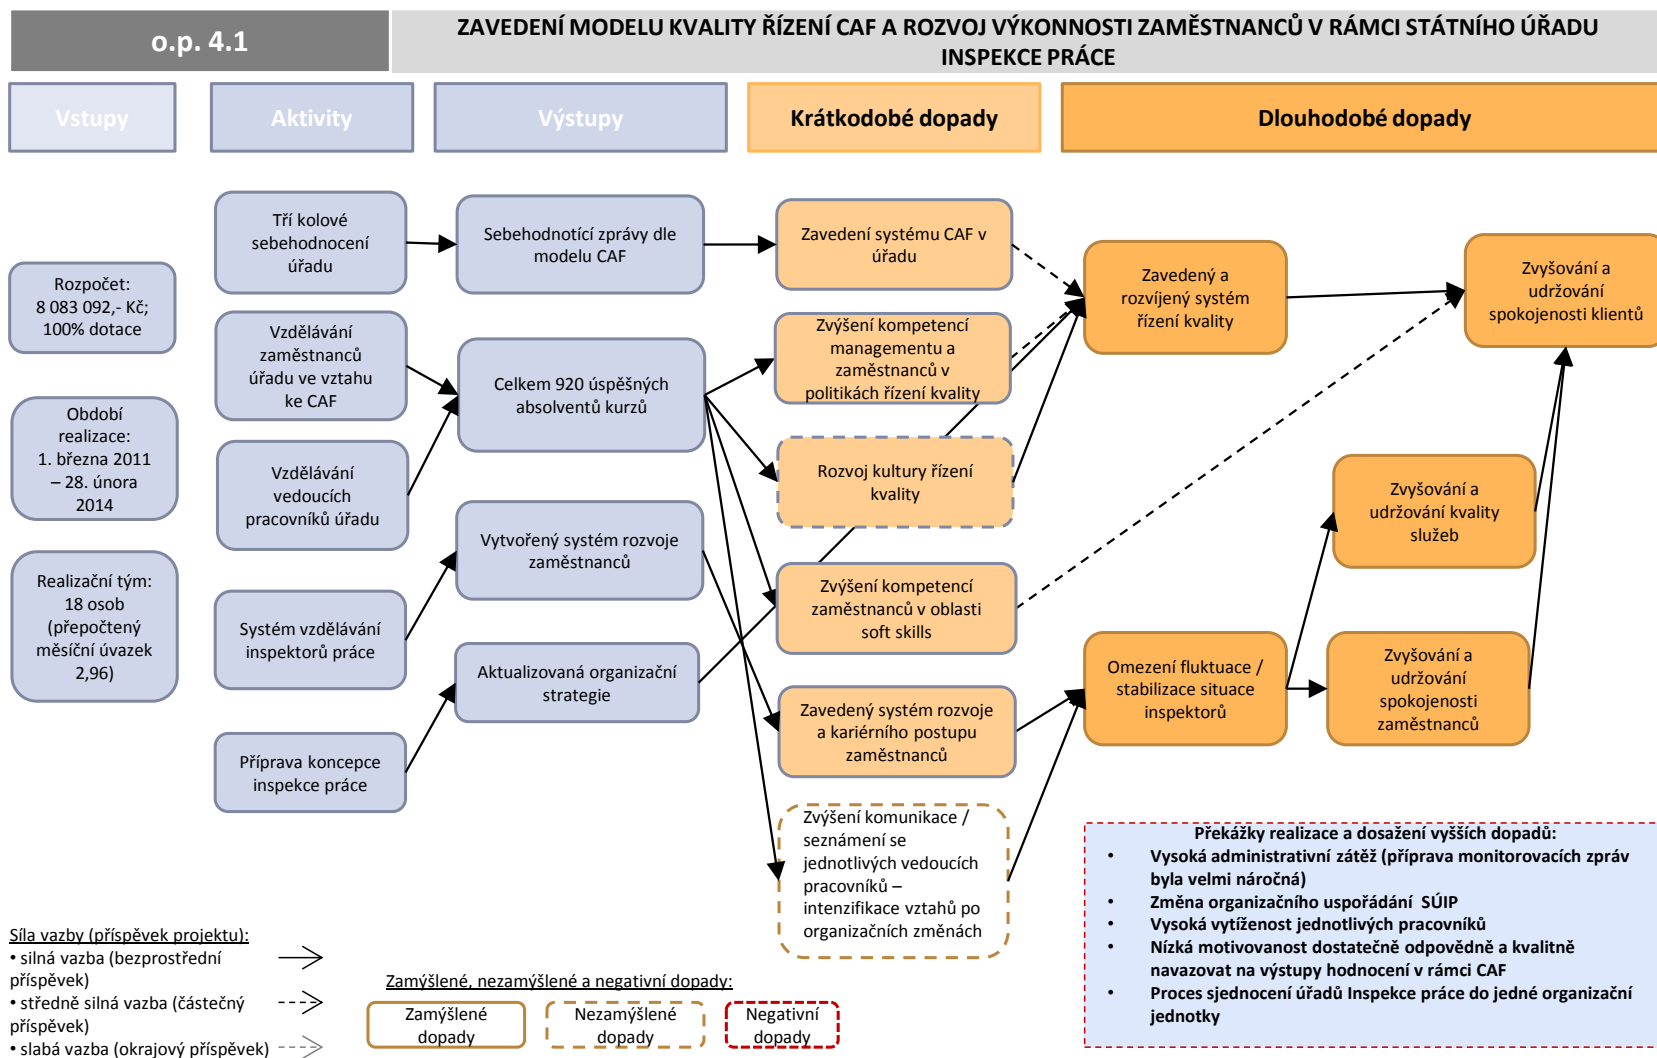 o.p. 4.1
ZAVEDENÍ MODELU KVALITY ŘÍZENÍ CAF A ROZVOJ VÝKONNOSTI ZAMĚSTNANCŮ V RÁMCI STÁTNÍHO ÚŘADU
INSPEKCE PRÁCE
Vstupy
Aktivity
Výstupy
Krátkodobé dopady
Dlouhodobé dopady
Rozpočet:
8 083 092,- Kč;
100% dotace
Období
realizace:
1. března 2011
– 28. února
2014
Realizační tým:
18 osob
(přepočtený
měsíční úvazek
2,96)
Tří kolové
sebehodnocení
úřadu
Vzdělávání
zaměstnanců
úřadu ve vztahu
ke CAF
Vzdělávání
vedoucích
pracovníků úřadu
Systém vzdělávání
inspektorů práce
Příprava koncepce
inspekce práce
Sebehodnotící zprávy dle
modelu CAF
Celkem 920 úspěšných
absolventů kurzů
Vytvořený systém rozvoje
zaměstnanců
Aktualizovaná organizační
strategie
Zavedení systému CAF v
úřadu
Zvýšení kompetencí
managementu a
zaměstnanců v
politikách řízení kvality
Rozvoj kultury řízení
kvality
Zvýšení kompetencí
zaměstnanců v oblasti
soft skills
Zavedený systém rozvoje
a kariérního postupu
zaměstnanců
Zvýšení komunikace /
seznámení se
jednotlivých vedoucích
pracovníků –
intenzifikace vztahů po
organizačních změnách
Zavedený a
rozvíjený systém
řízení kvality
Omezení fluktuace /
stabilizace situace
inspektorů
Zvyšování a
udržování
spokojenosti klientů
Zvyšování a
udržování kvality
služeb
Zvyšování a
udržování
spokojenosti
zaměstnanců
Překážky realizace a dosažení vyšších dopadů:
• Vysoká administrativní zátěž (příprava monitorovacích zpráv
byla velmi náročná)
• Změna organizačního uspořádání SÚIP
• Vysoká vytíženost jednotlivých pracovníků
• Nízká motivovanost dostatečně odpovědně a kvalitně
navazovat na výstupy hodnocení v rámci CAF
• Proces sjednocení úřadů Inspekce práce do jedné organizační
jednotky
Síla vazby (příspěvek projektu):
• silná vazba (bezprostřední
příspěvek)
• středně silná vazba (částečný
příspěvek)
• slabá vazba (okrajový příspěvek)
Zamýšlené, nezamýšlené a negativní dopady:
Zamýšlené
dopady
Nezamýšlené
dopady
Negativní
dopady